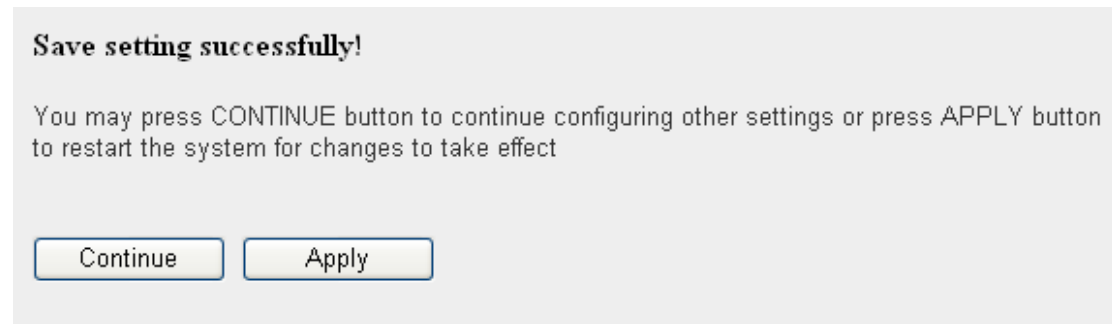 Save setting successfully!
You may press CONTINUE button to continue configuring other settings or press APPLY button
to restart the system for changes to take effect
Continue
Apply